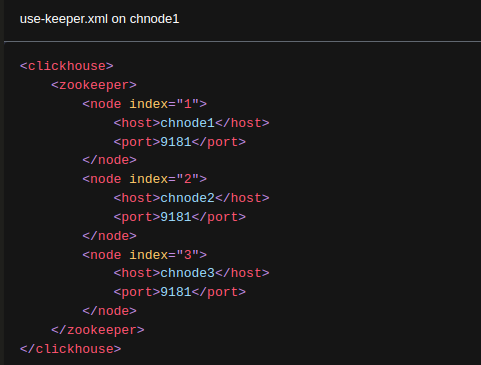 use-keeper.xml on chnode1
<clickhouse>
    <zookeeper>
        <node index="1">
            <host>chnode1</host>
            <port>9181</port>
        </node>
        <node index="2">
            <host>chnode2</host>
            <port>9181</port>
        </node>
        <node index="3">
            <host>chnode3</host>
            <port>9181</port>
        </node>
    </zookeeper>
</clickhouse>